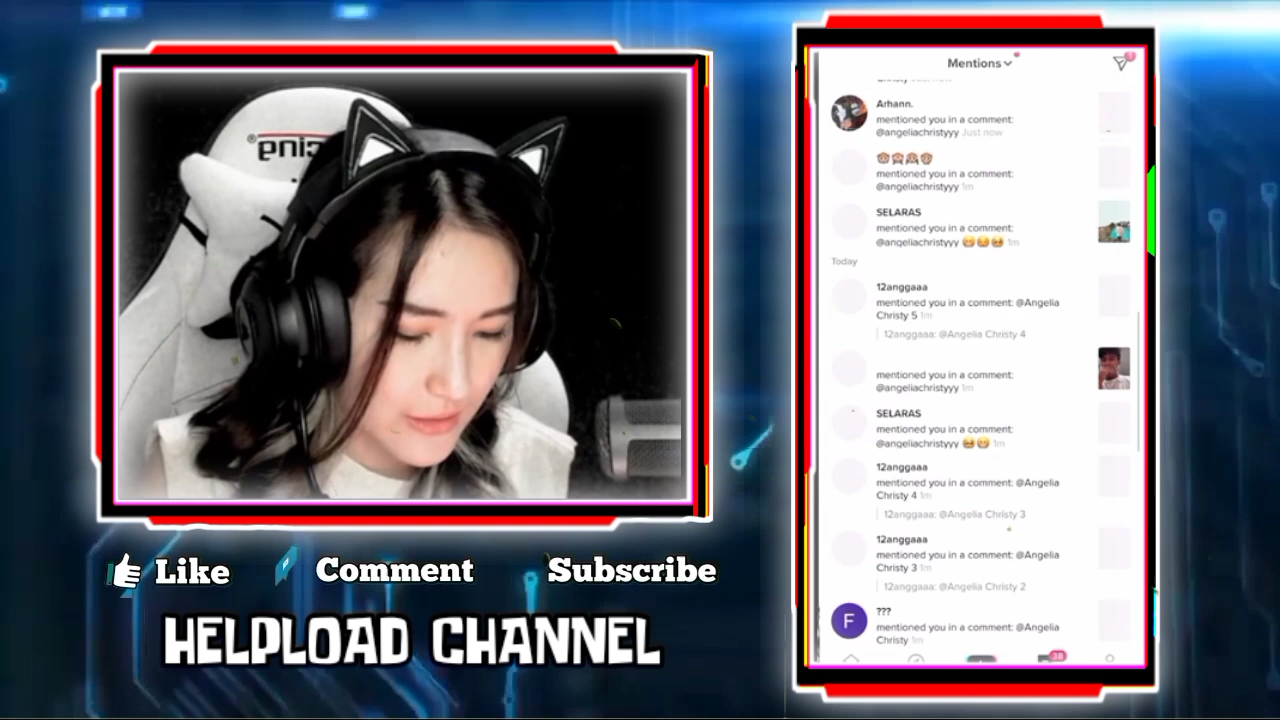 Mentions
Arhann.
mentioned you in a comment:
@angeliachristyyy Just now
🙈🙈🙈🙈
mentioned you in a comment:
@angeliachristyyy 1m
SELARAS
mentioned you in a comment:
@angeliachristyyy 1m
Today
12anggaaa
mentioned you in a comment: @Angelia
Christy 5 1m
12anggaaa: @Angelia Christy 4
mentioned you in a comment:
@angeliachristyyy 1m
SELARAS
mentioned you in a comment:
@angeliachristyyy 1m
12anggaaa
mentioned you in a comment: @Angelia
Christy 4 1m
12anggaaa: @Angelia Christy 3
12anggaaa
mentioned you in a comment: @Angelia
Christy 3 1m
12anggaaa: @Angelia Christy 2
F
???
mentioned you in a comment: @Angelia
Christy 1m
38
Like
Comment
Subscribe
HELPLOAD CHANNEL